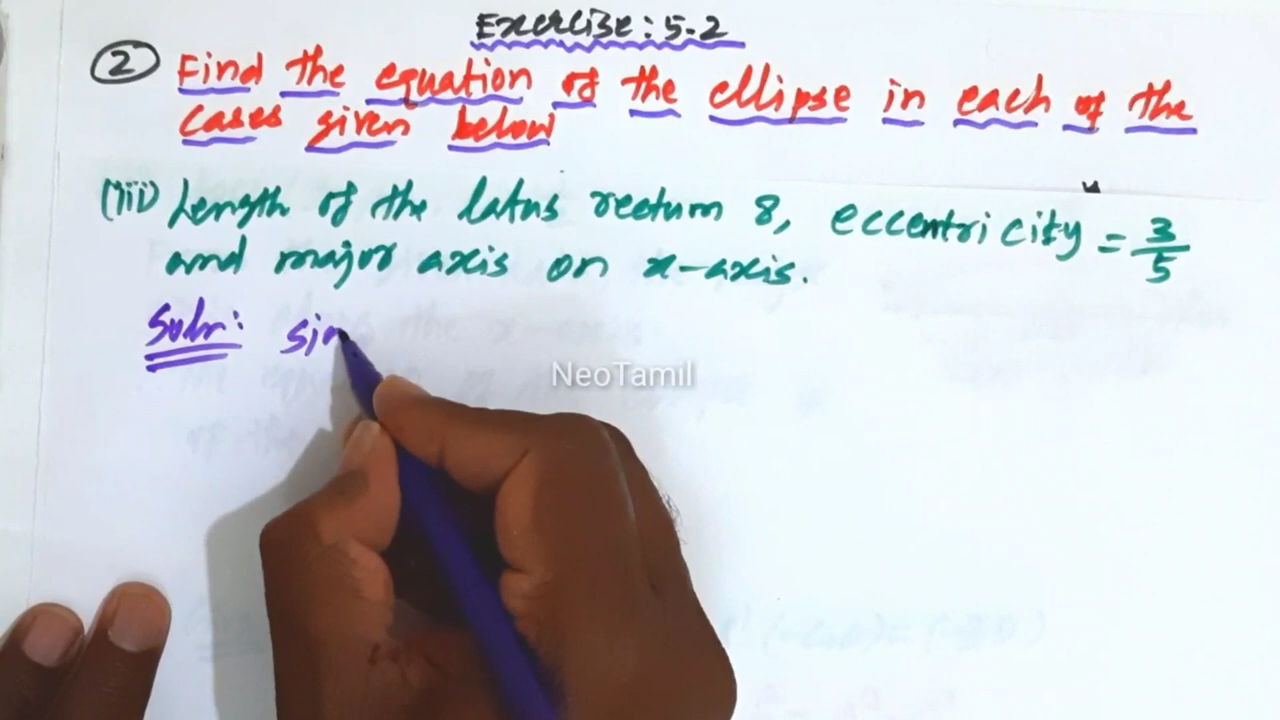 Exercise: 5.2
② Find the equation of the ellipse in each of the
cases given below
(iii) Length of the latus rectum 8, eccentricity = 3/5
and major axis on x-axis.
Soln: sin
NeoTamil